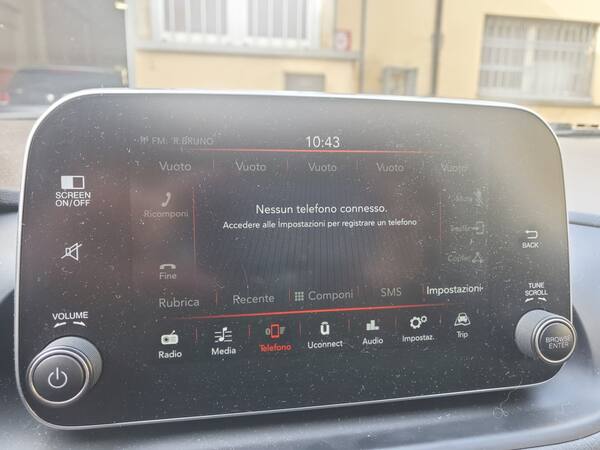 FM: R.BRUNO 10:43
Vuoto Vuoto Vuoto Vuoto Vuoto
SCREEN
ON/OFF
Ricomponi
Nessun telefono connesso.
Accedere alle Impostazioni per registrare un telefono
Mute
BACK
Fine
Rubrica Recente Componi SMS Impostazioni
TUNE
SCROLL
VOLUME
Radio Media Telefono Uconnect Audio Impostaz. Trip
BROWSE
ENTER